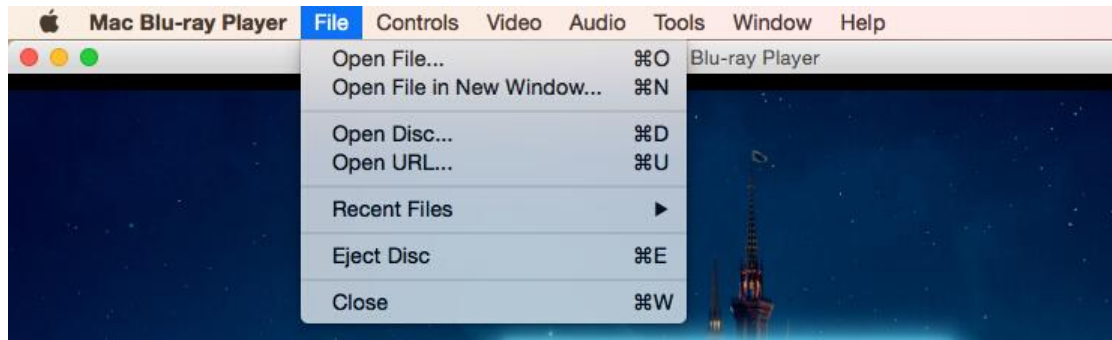 Mac Blu-ray Player File Controls Video Audio Tools Window Help
Blu-ray Player
Open File... ⌘O
Open File in New Window... ⌘N
Open Disc... ⌘D
Open URL... ⌘U
Recent Files ▶
Eject Disc ⌘E
Close ⌘W